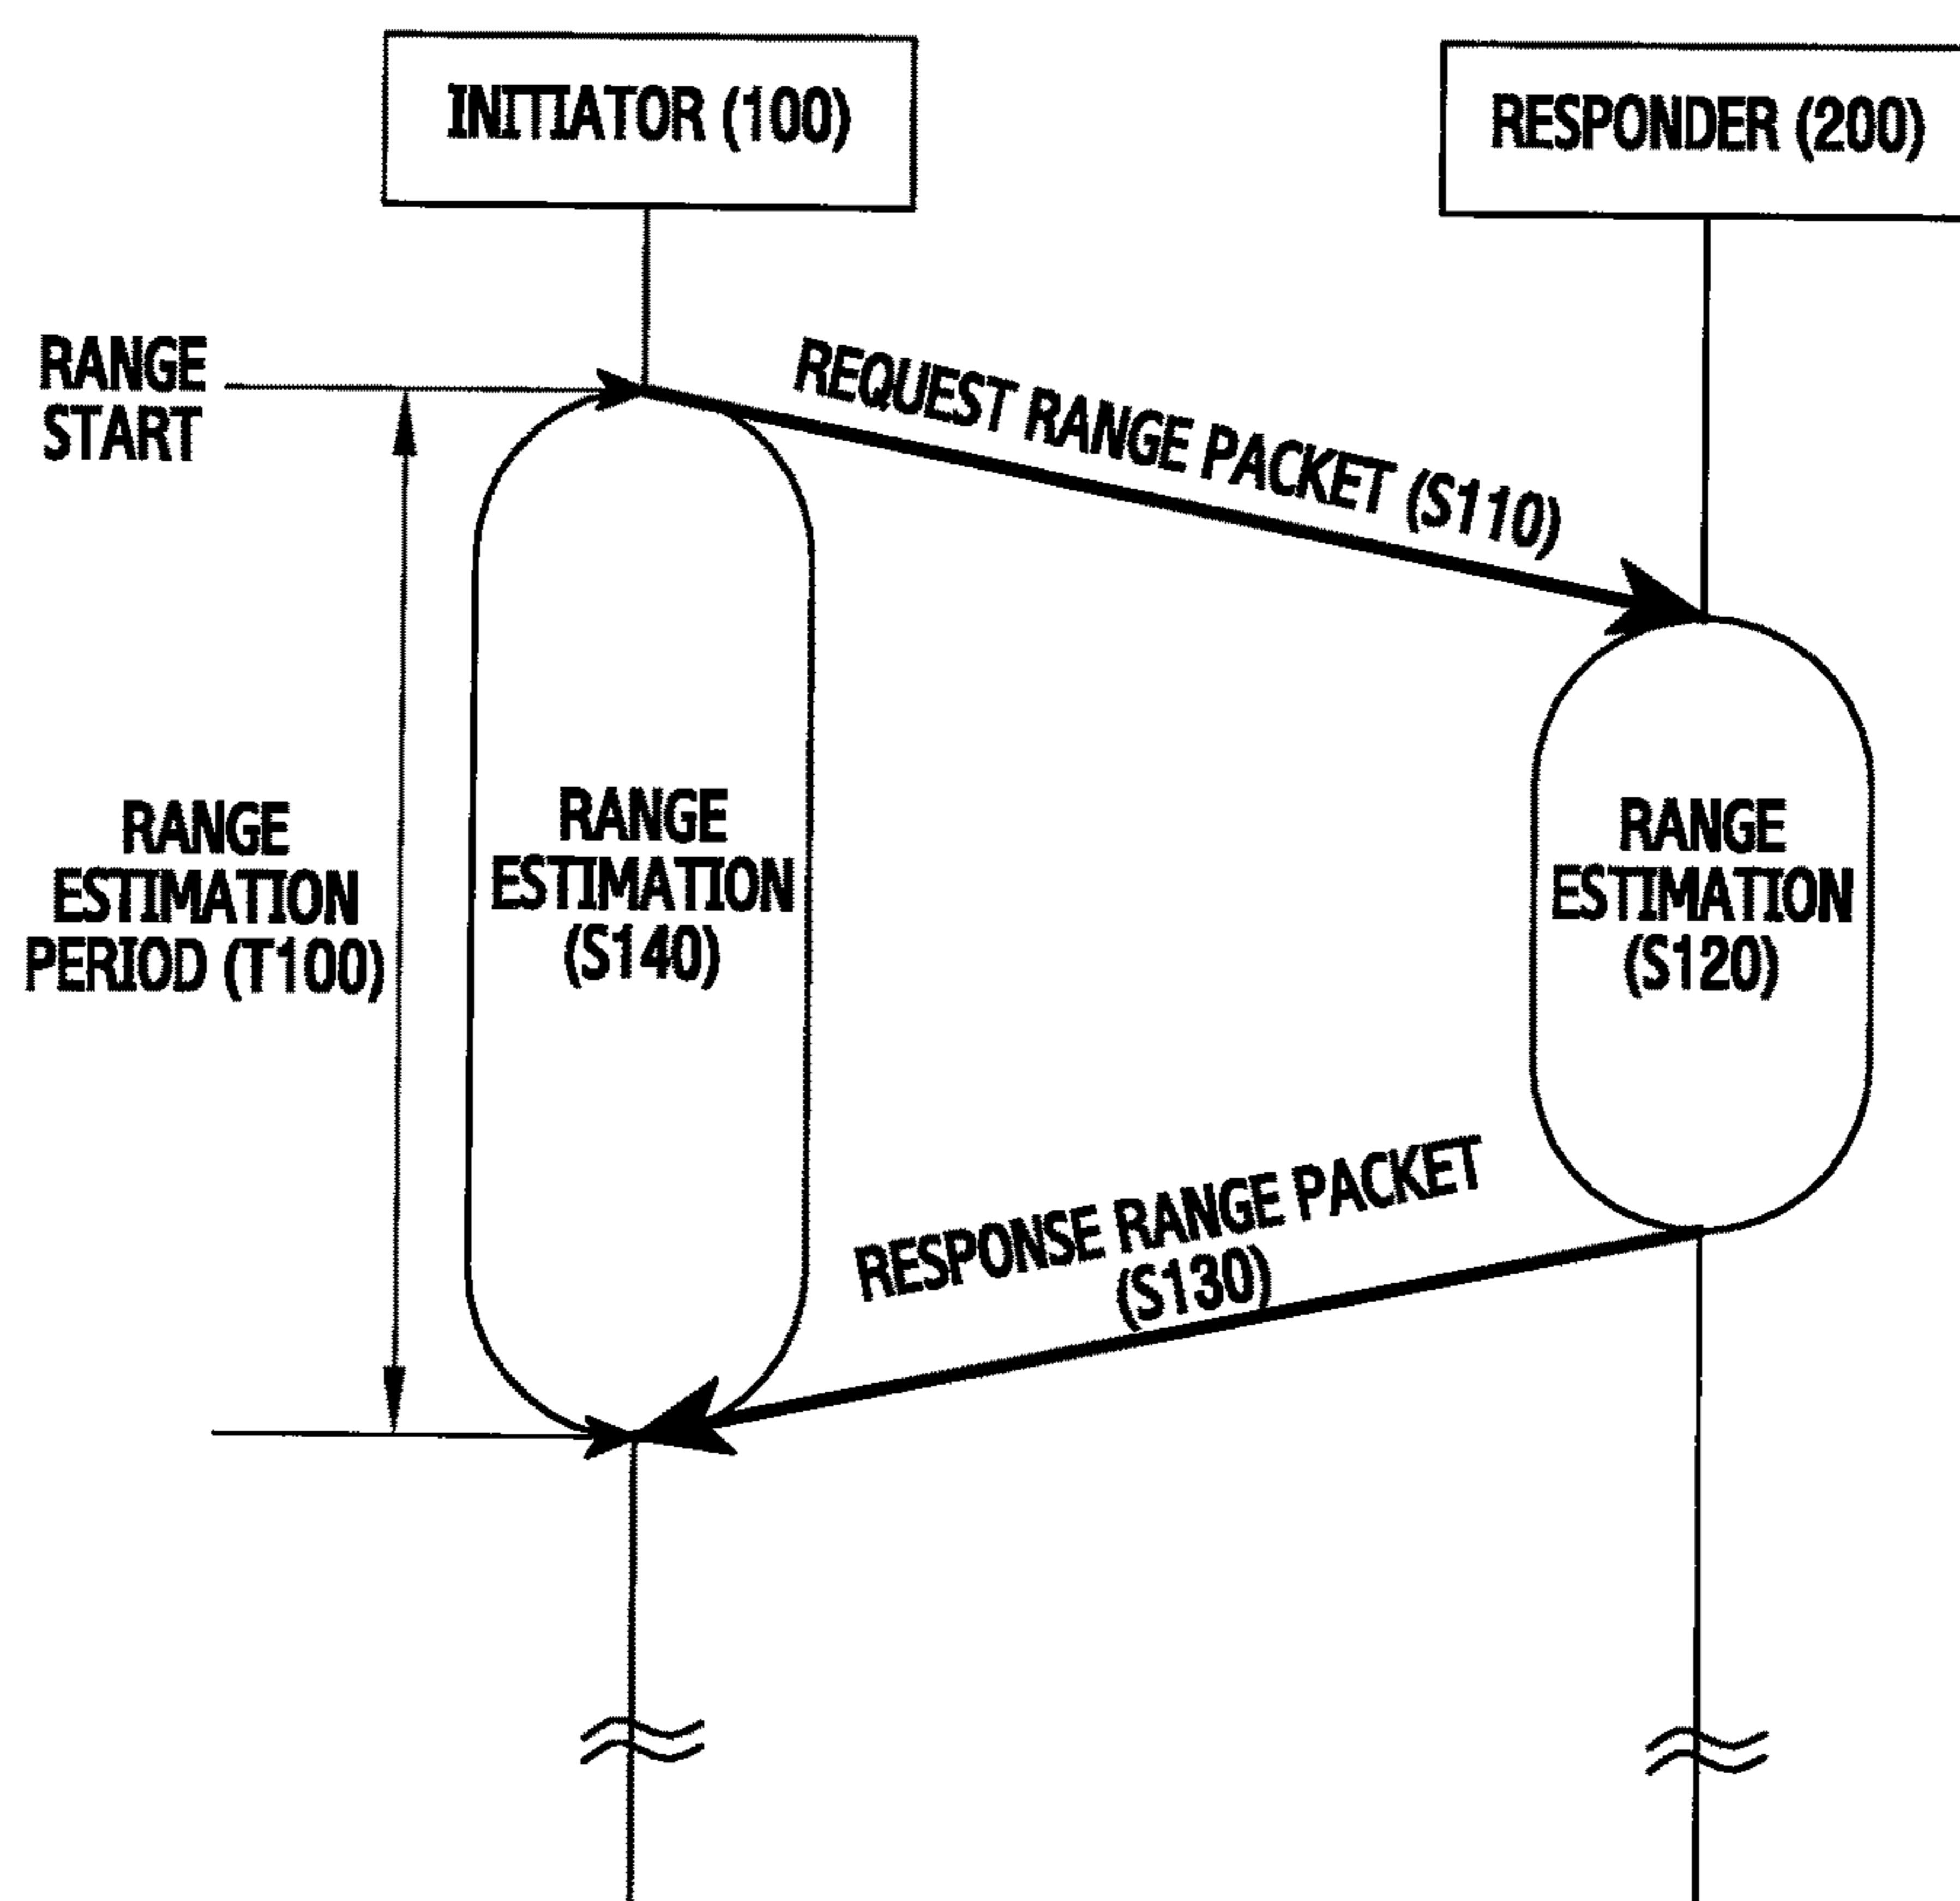 INITIATOR (100)
RESPONDER (200)
RANGE
START
REQUEST RANGE PACKET (S110)
RANGE
ESTIMATION
PERIOD (T100)
RANGE
ESTIMATION
(S140)
RANGE
ESTIMATION
(S120)
RESPONSE RANGE PACKET
(S130)